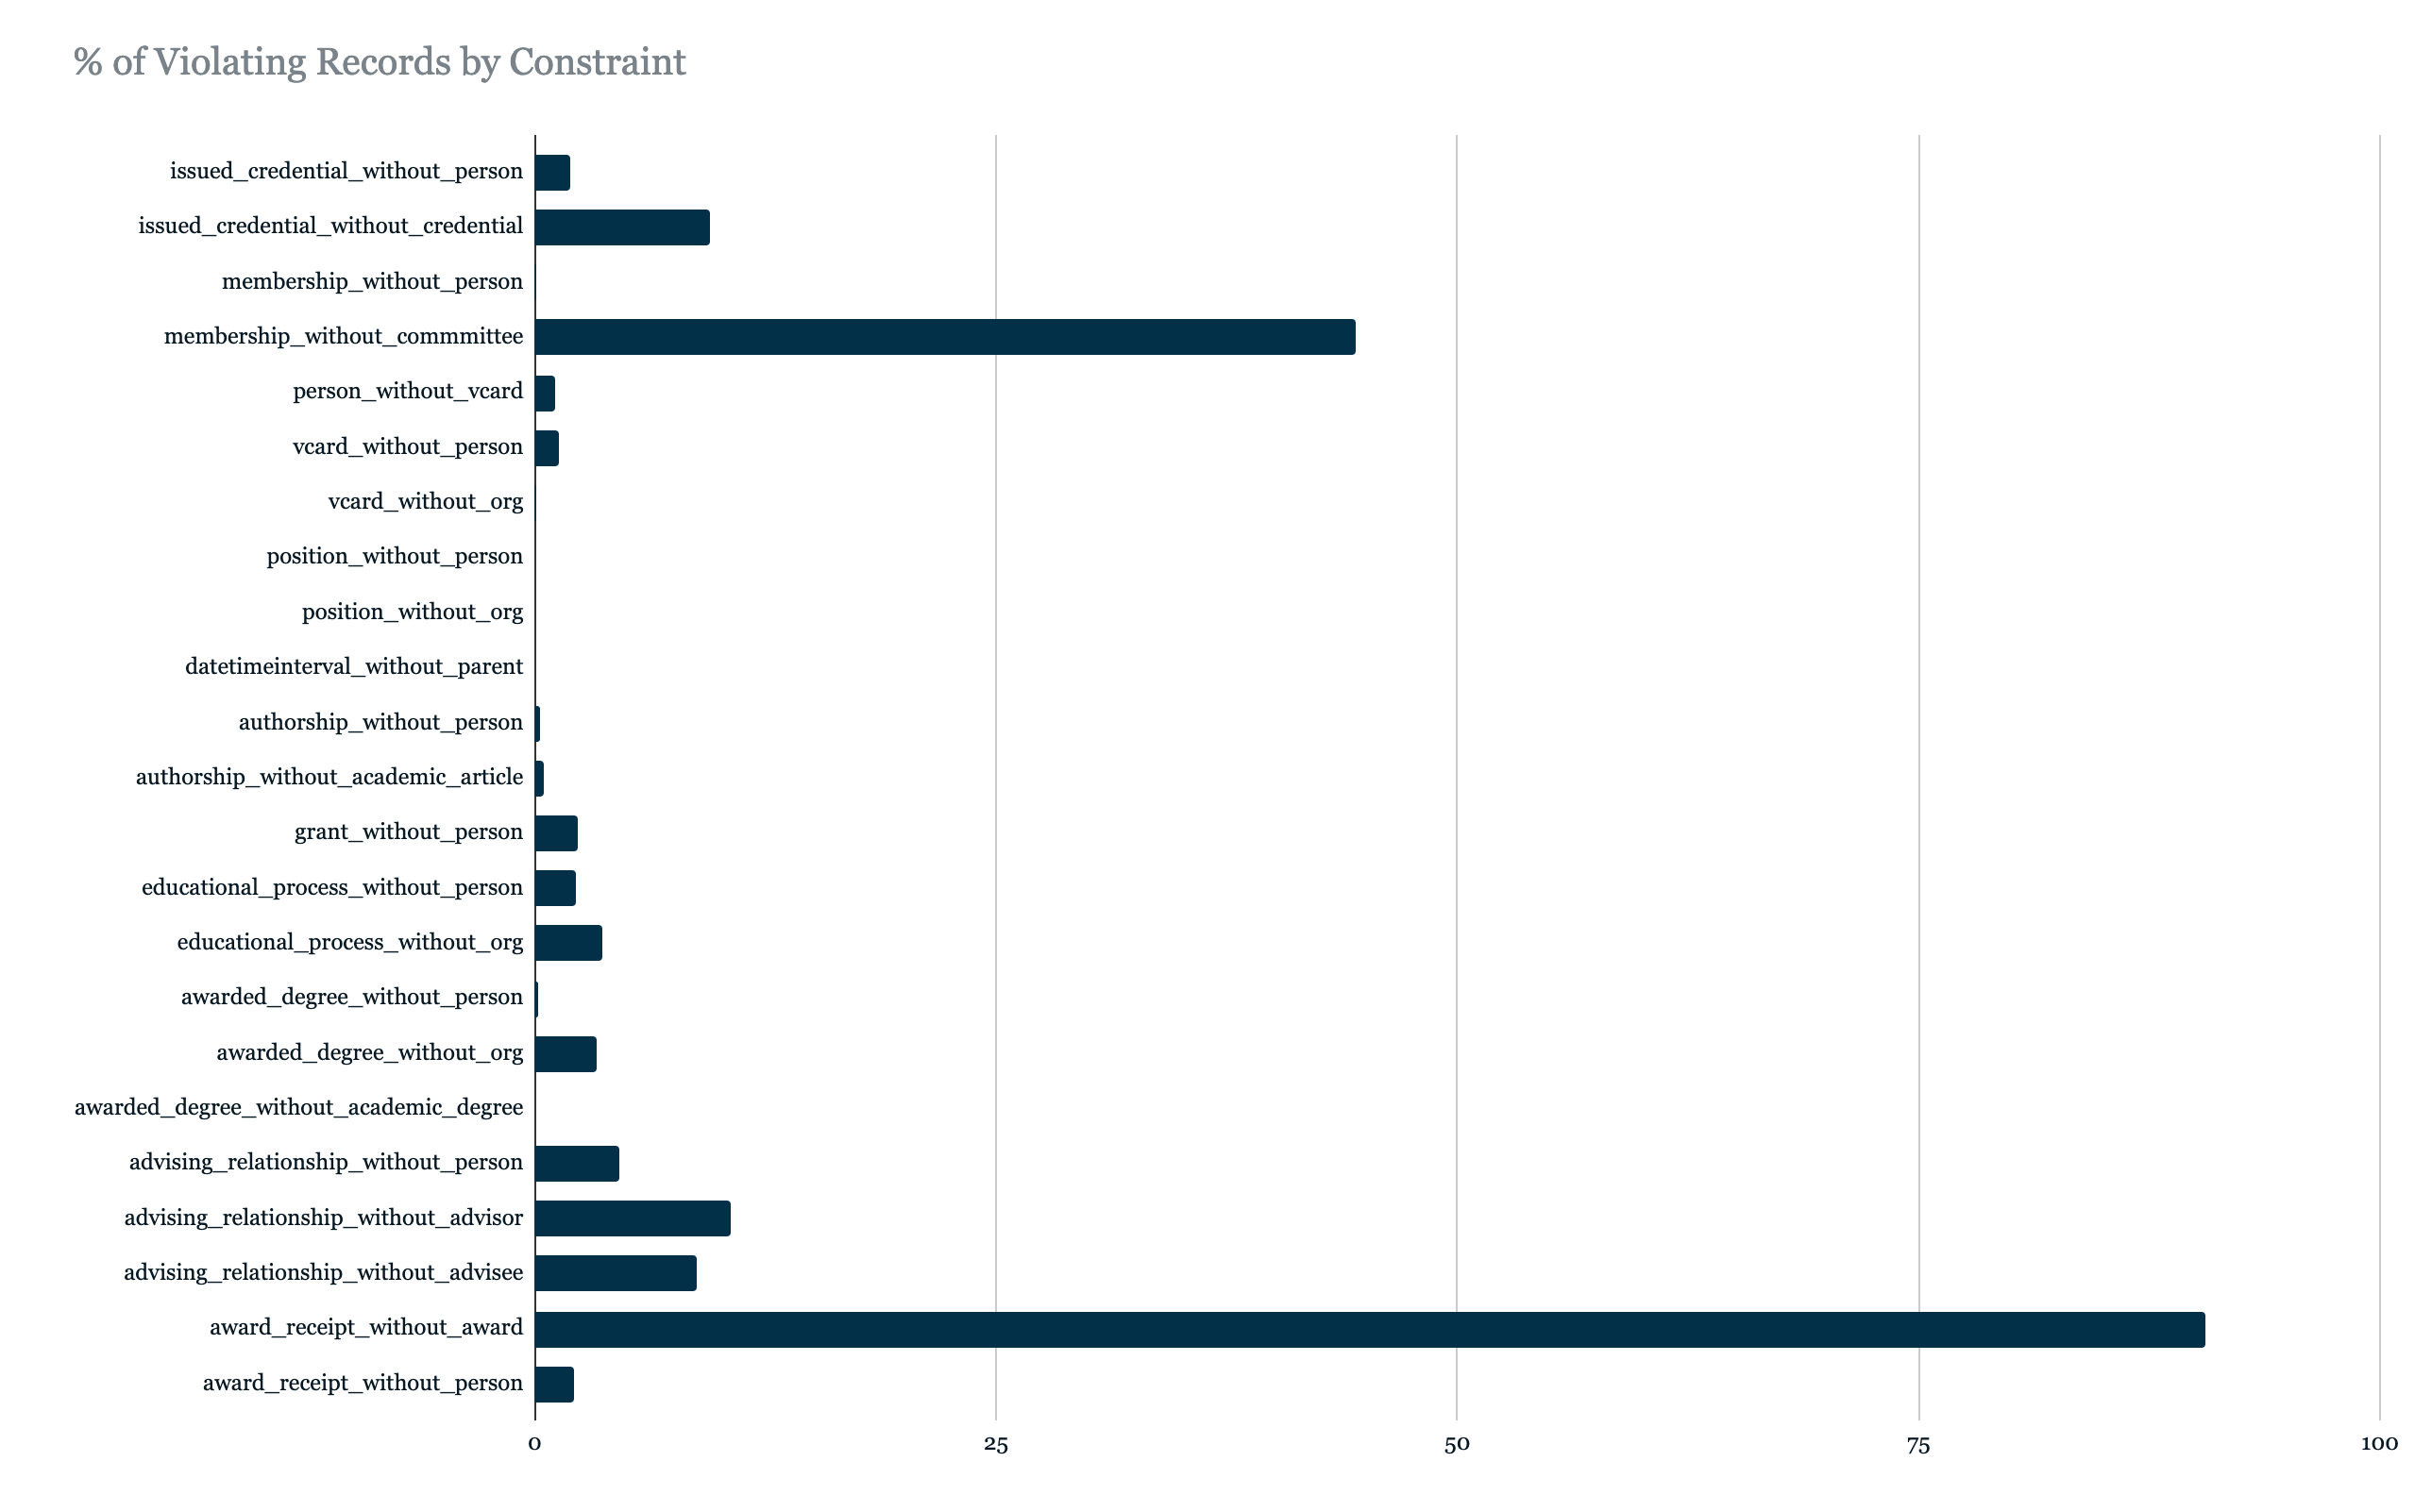 % of Violating Records by Constraint
issued_credential_without_person
issued_credential_without_credential
membership_without_person
membership_without_commmittee
person_without_vcard
vcard_without_person
vcard_without_org
position_without_person
position_without_org
datetimeinterval_without_parent
authorship_without_person
authorship_without_academic_article
grant_without_person
educational_process_without_person
educational_process_without_org
awarded_degree_without_person
awarded_degree_without_org
awarded_degree_without_academic_degree
advising_relationship_without_person
advising_relationship_without_advisor
advising_relationship_without_advisee
award_receipt_without_award
award_receipt_without_person
0 25 50 75 100